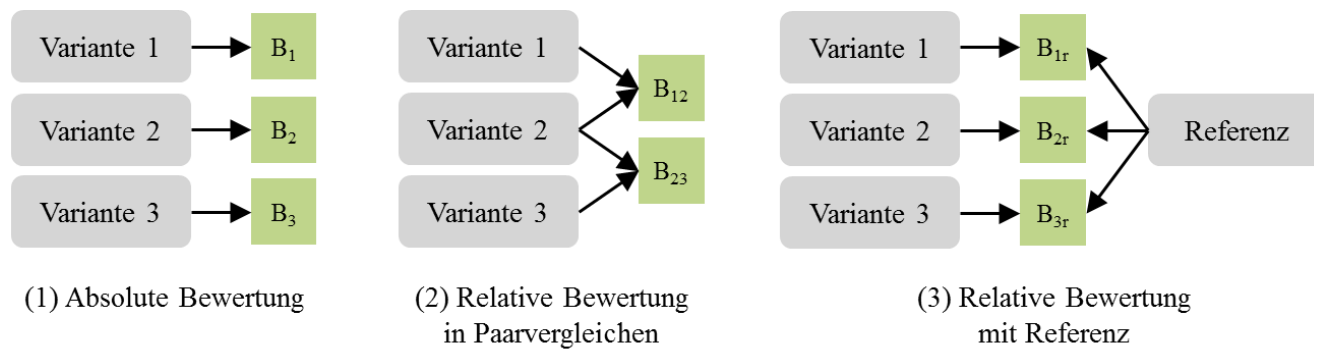 Variante 1
B₁
Variante 2
B₂
Variante 3
B₃
(1) Absolute Bewertung
Variante 1
Variante 2
Variante 3
B₁₂
B₂₃
(2) Relative Bewertung
in Paarvergleichen
Variante 1
B₁ᵣ
Variante 2
B₂ᵣ
Variante 3
B₃ᵣ
Referenz
(3) Relative Bewertung
mit Referenz